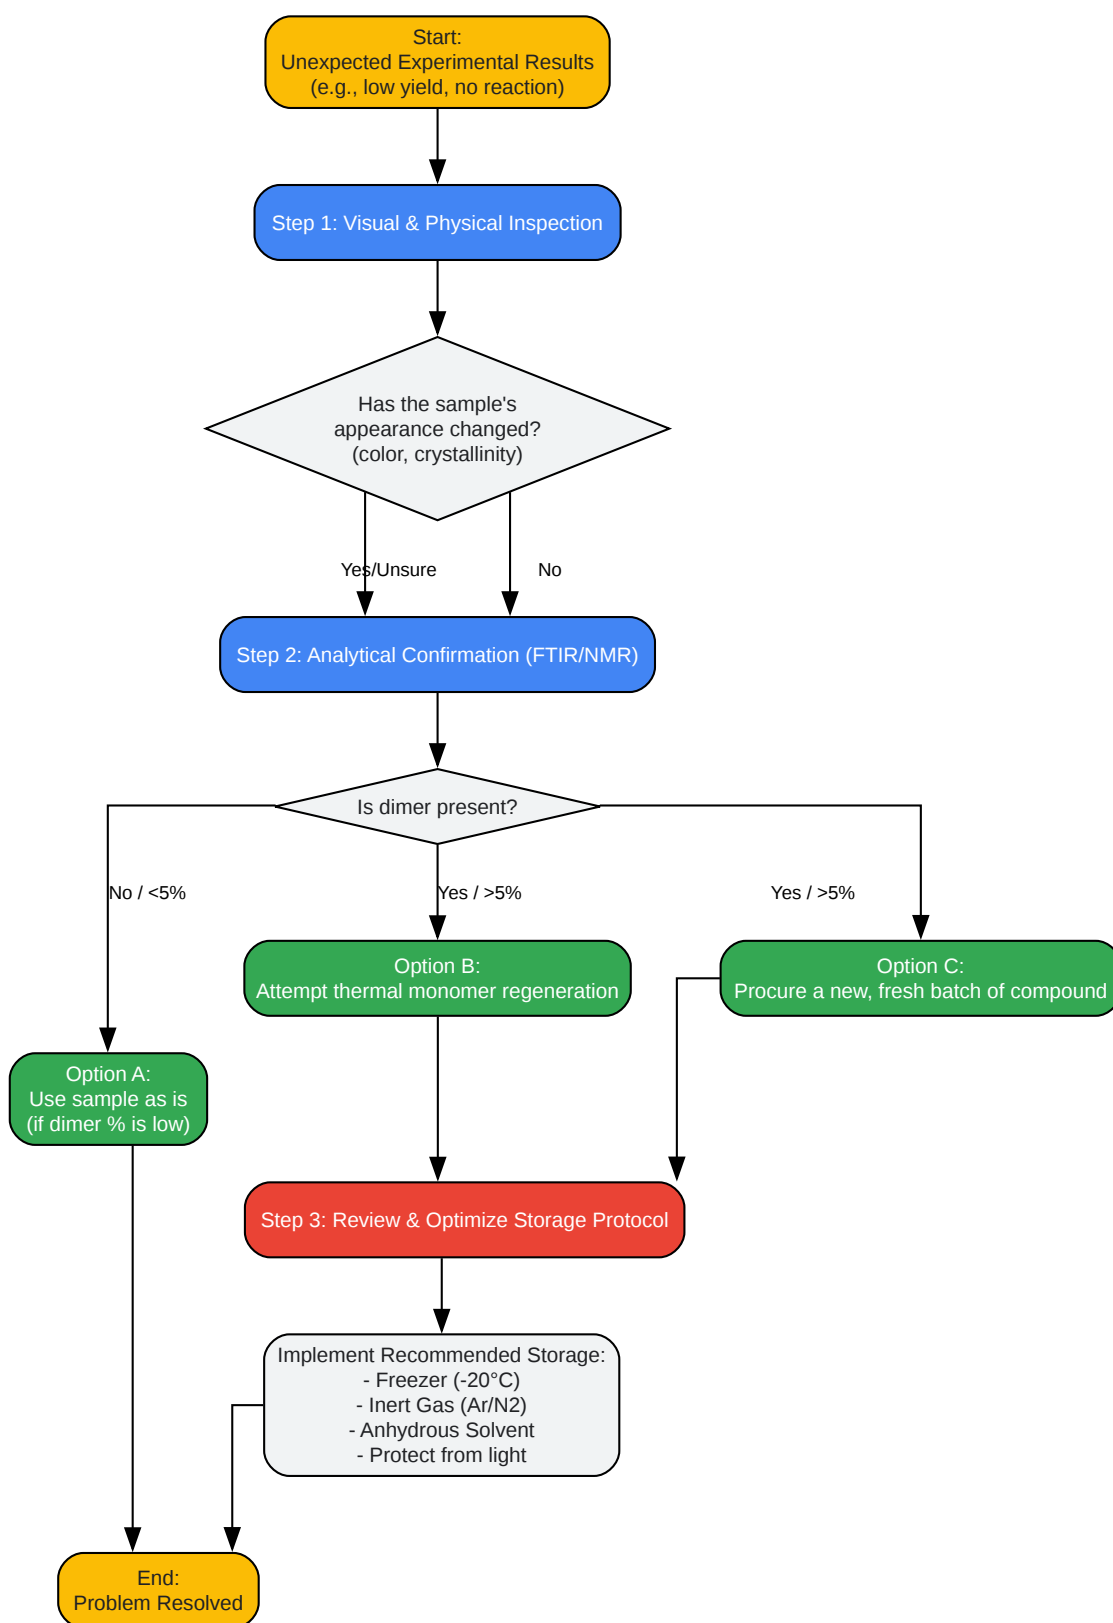 Start:
Unexpected Experimental Results
(e.g., low yield, no reaction)
Step 1: Visual & Physical Inspection
Has the sample's
appearance changed?
(color, crystallinity)
Yes/Unsure
No
Step 2: Analytical Confirmation (FTIR/NMR)
Is dimer present?
No / <5%
Yes / >5%
Yes / >5%
Option B:
Attempt thermal monomer regeneration
Option C:
Procure a new, fresh batch of compound
Option A:
Use sample as is
(if dimer % is low)
Step 3: Review & Optimize Storage Protocol
Implement Recommended Storage:
- Freezer (-20°C)
- Inert Gas (Ar/N2)
- Anhydrous Solvent
- Protect from light
End:
Problem Resolved